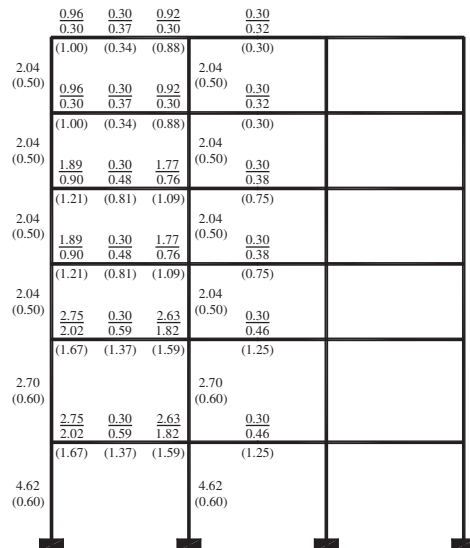 0.96 0.30 0.92 0.30
0.30 0.37 0.30 0.32
(1.00) (0.34) (0.88) (0.30)
2.04 2.04
(0.50) (0.50)
0.96 0.30 0.92 0.30
0.30 0.37 0.30 0.32
(1.00) (0.34) (0.88) (0.30)
2.04 2.04
(0.50) (0.50)
1.89 0.30 1.77 0.30
0.90 0.48 0.76 0.38
(1.21) (0.81) (1.09) (0.75)
2.04 2.04
(0.50) (0.50)
1.89 0.30 1.77 0.30
0.90 0.48 0.76 0.38
(1.21) (0.81) (1.09) (0.75)
2.04 2.04
(0.50) (0.50)
2.75 0.30 2.63 0.30
2.02 0.59 1.82 0.46
(1.67) (1.37) (1.59) (1.25)
2.70 2.70
(0.60) (0.60)
2.75 0.30 2.63 0.30
2.02 0.59 1.82 0.46
(1.67) (1.37) (1.59) (1.25)
4.62 4.62
(0.60) (0.60)